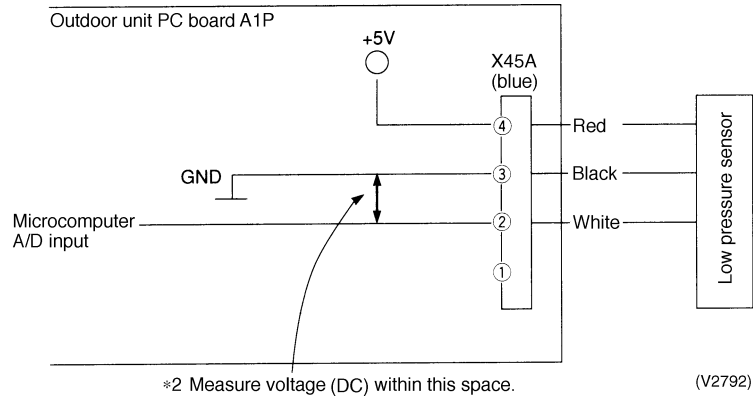 Outdoor unit PC board A1P
+5V
X45A
(blue)
④
Red
Low pressure sensor
GND
③
Black
Microcomputer
A/D input
②
White
①
*2 Measure voltage (DC) within this space.
(V2792)